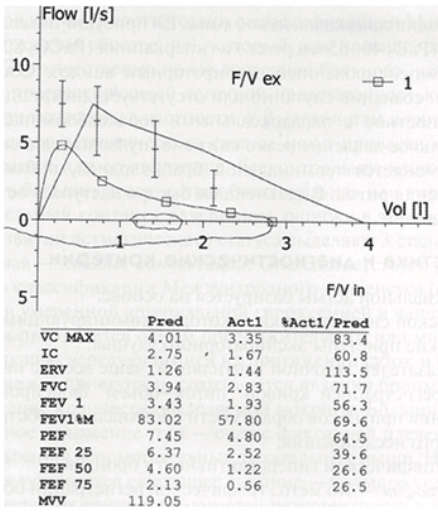 Flow [l/s]
10
F/V ex
1
5
0
Vol [l]
1
2
3
4
5
F/V in
Pred Act1 %Act1/Pred
VC MAX 4.01 3.35 83.4
IC 2.75 1.67 60.8
ERV 1.26 1.44 113.9
FVC 3.94 2.83 71.7
FEV 1 3.43 1.93 56.3
FEV1%M 83.02 57.80 69.6
PEF 7.45 4.80 64.5
FEF 25 6.37 2.52 39.6
FEF 50 4.60 1.22 26.6
FEF 75 2.13 0.56 26.5
MVV 119.05